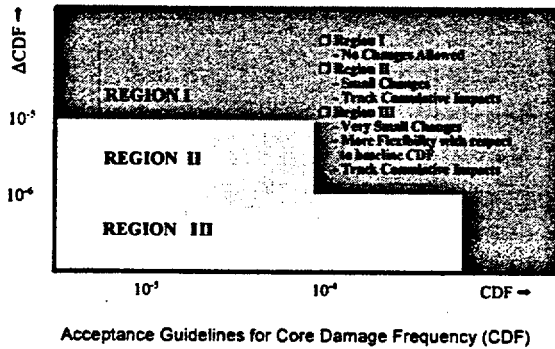 ΔCDF →
□ Region I
- No Changes Allowed
□ Region II
- Small Changes
- Track Cumulative Impacts
□ Region III
- Very Small Changes
- More Flexibility with respect to baseline CDF
- Track Cumulative Impacts
REGION I
10⁻⁵
REGION II
10⁻⁶
REGION III
10⁻⁵
10⁻⁴
CDF →
Acceptance Guidelines for Core Damage Frequency (CDF)